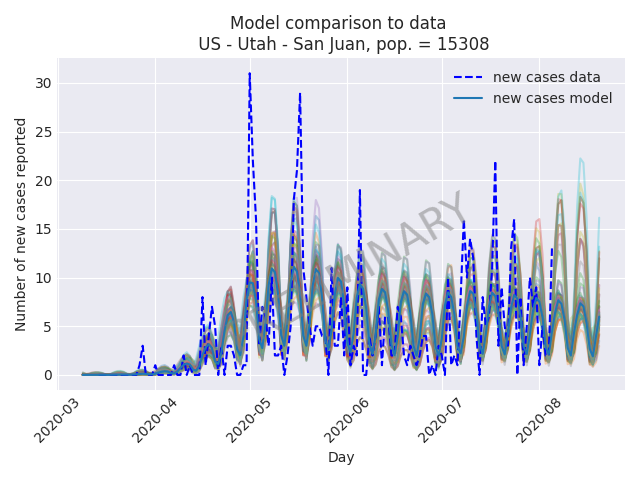 Model comparison to data
US - Utah - San Juan, pop. = 15308
new cases data
new cases model
Number of new cases reported
30
25
20
15
10
5
0
2020-03
2020-04
2020-05
2020-06
2020-07
2020-08
Day